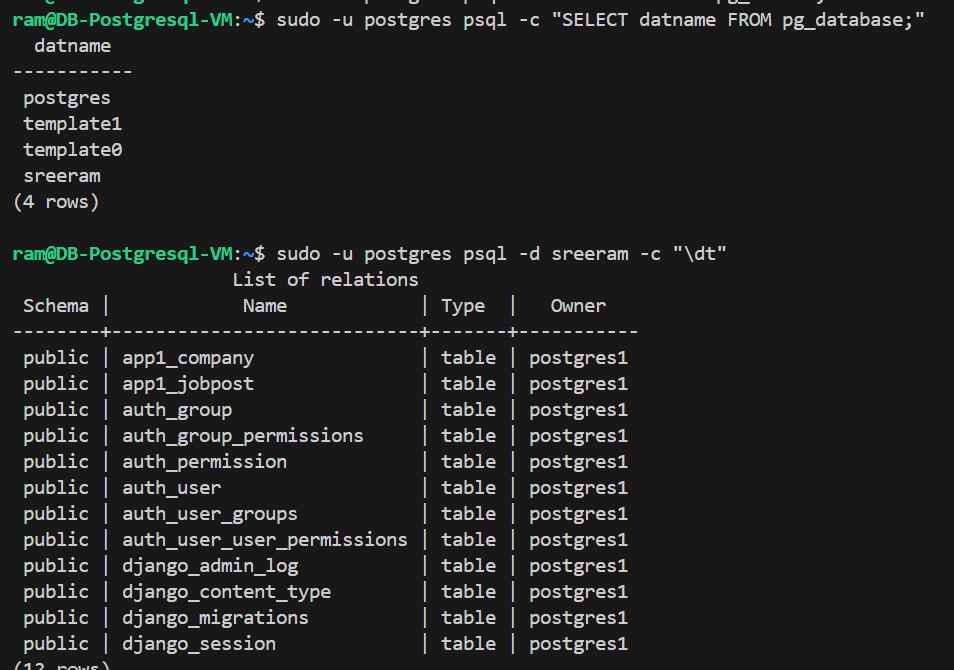 ram@DB-Postgresql-VM:~$ sudo -u postgres psql -c "SELECT datname FROM pg_database;"
  datname
-----------
 postgres
 template1
 template0
 sreeram
(4 rows)

ram@DB-Postgresql-VM:~$ sudo -u postgres psql -d sreeram -c "\dt"
                    List of relations
 Schema |            Name            | Type  |   Owner
--------+----------------------------+-------+-----------
 public | app1_company               | table | postgres1
 public | app1_jobpost               | table | postgres1
 public | auth_group                 | table | postgres1
 public | auth_group_permissions     | table | postgres1
 public | auth_permission            | table | postgres1
 public | auth_user                  | table | postgres1
 public | auth_user_groups           | table | postgres1
 public | auth_user_user_permissions | table | postgres1
 public | django_admin_log           | table | postgres1
 public | django_content_type        | table | postgres1
 public | django_migrations          | table | postgres1
 public | django_session             | table | postgres1
(12 rows)